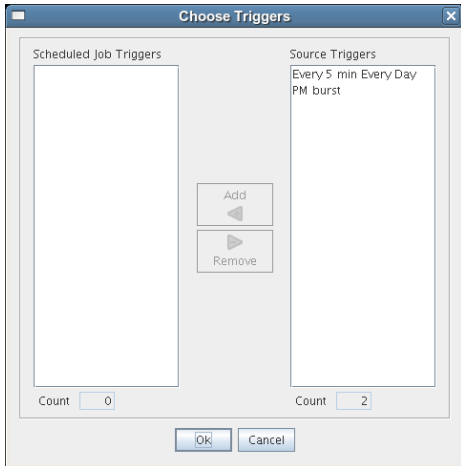 Choose Triggers
Scheduled Job Triggers
Source Triggers
Every 5 min Every Day
PM burst
Add
Remove
Count 0
Count 2
Ok
Cancel